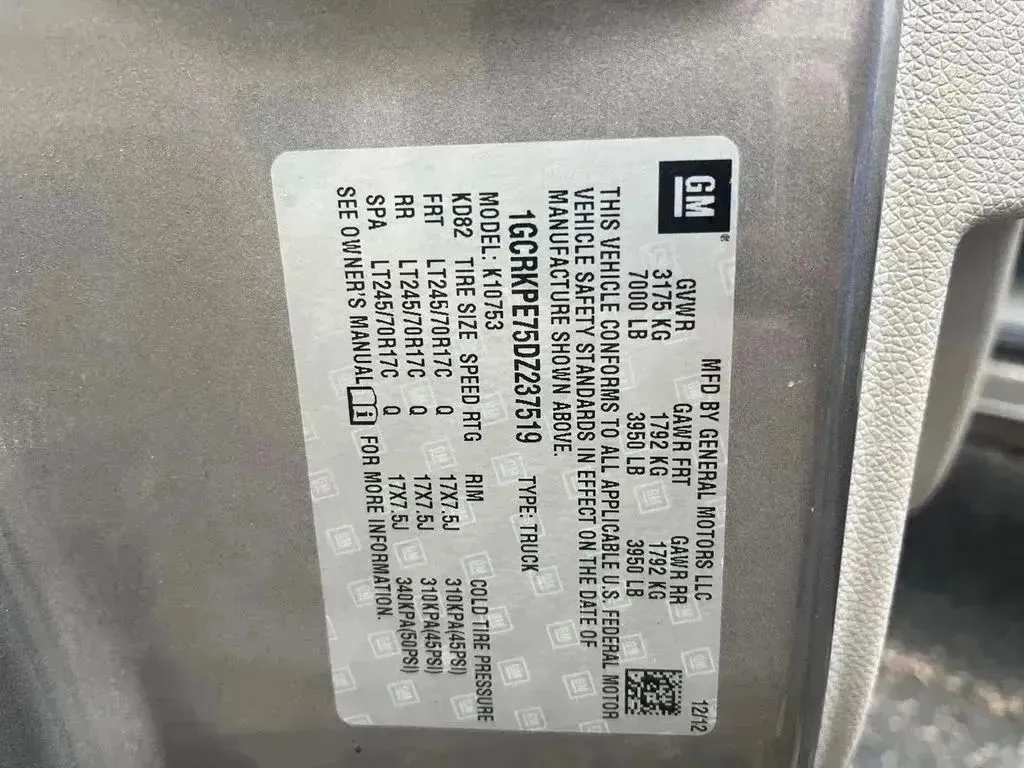 GM
MFD BY GENERAL MOTORS LLC 12/12
GVWR GAWR FRT GAWR RR
3175 KG 1792 KG 1792 KG
7000 LB 3950 LB 3950 LB
THIS VEHICLE CONFORMS TO ALL APPLICABLE U.S. FEDERAL MOTOR
VEHICLE SAFETY STANDARDS IN EFFECT ON THE DATE OF
MANUFACTURE SHOWN ABOVE.
1GCRKPE75DZ237519 TYPE: TRUCK
MODEL: K10753
KD82 TIRE SIZE SPEED RTG RIM COLD TIRE PRESSURE
FRT LT245/70R17C Q 17X7.5J 310KPA(45PSI)
RR LT245/70R17C Q 17X7.5J 310KPA(45PSI)
SPA LT245/70R17C Q 17X7.5J 340KPA(50PSI)
SEE OWNER'S MANUAL FOR MORE INFORMATION.